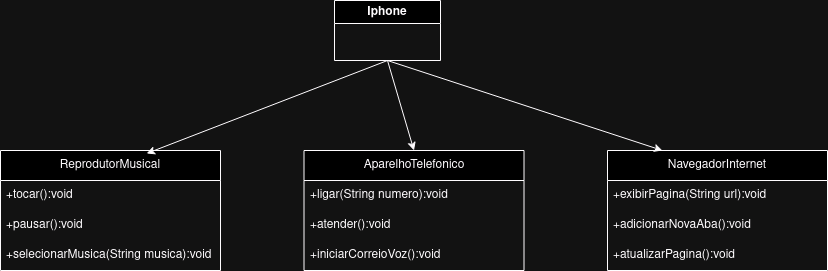 Iphone
ReprodutorMusical
+tocar():void
+pausar():void
+selecionarMusica(String musica):void
AparelhoTelefonico
+ligar(String numero):void
+atender():void
+iniciarCorreioVoz():void
NavegadorInternet
+exibirPagina(String url):void
+adicionarNovaAba():void
+atualizarPagina():void